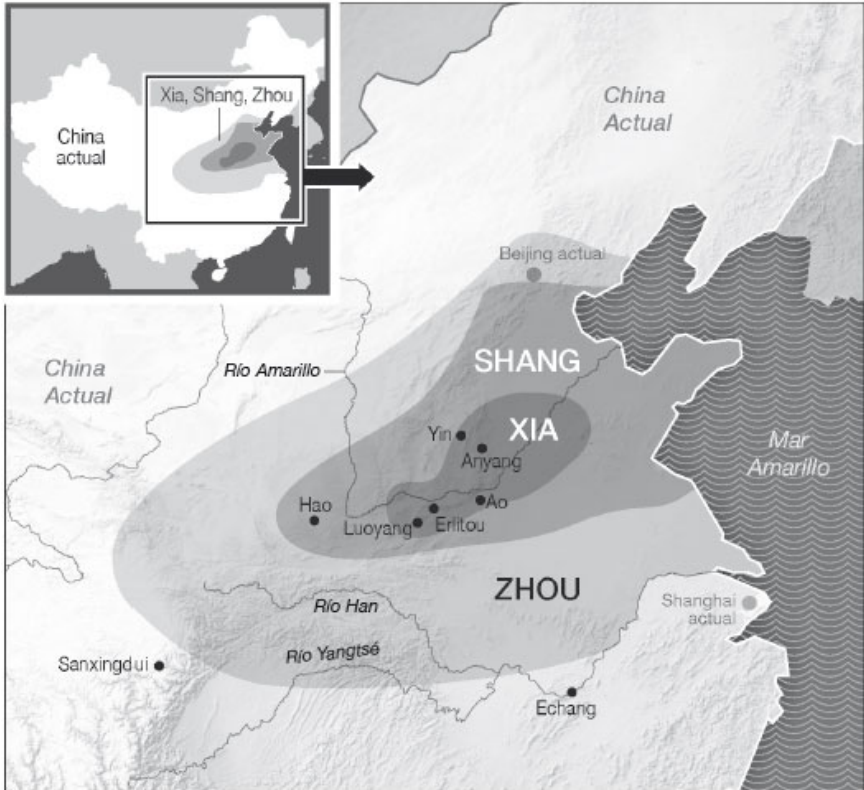 Xia, Shang, Zhou
China
actual
China
Actual
Beijing actual
SHANG
China
Actual
Río Amarillo
XIA
Yin
Anyang
Mar
Amarillo
Hao
Ao
Luoyang
Erlitou
ZHOU
Río Han
Shanghai
actual
Río Yangtsé
Sanxingdui
Echang